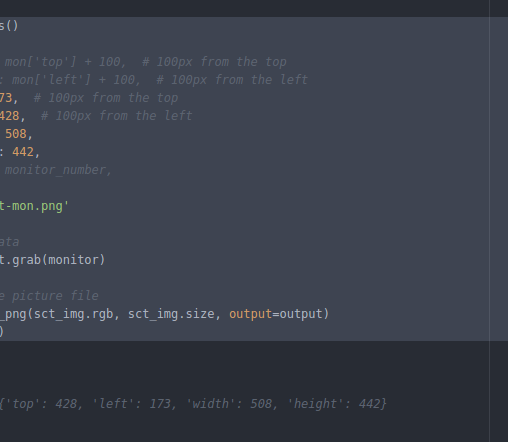 s()
mon['top'] + 100,  # 100px from the top
: mon['left'] + 100,  # 100px from the left
73,  # 100px from the top
428,  # 100px from the left
508,
: 442,
monitor_number,
t-mon.png'
ata
t.grab(monitor)
e picture file
_png(sct_img.rgb, sct_img.size, output=output)
)
{'top': 428, 'left': 173, 'width': 508, 'height': 442}